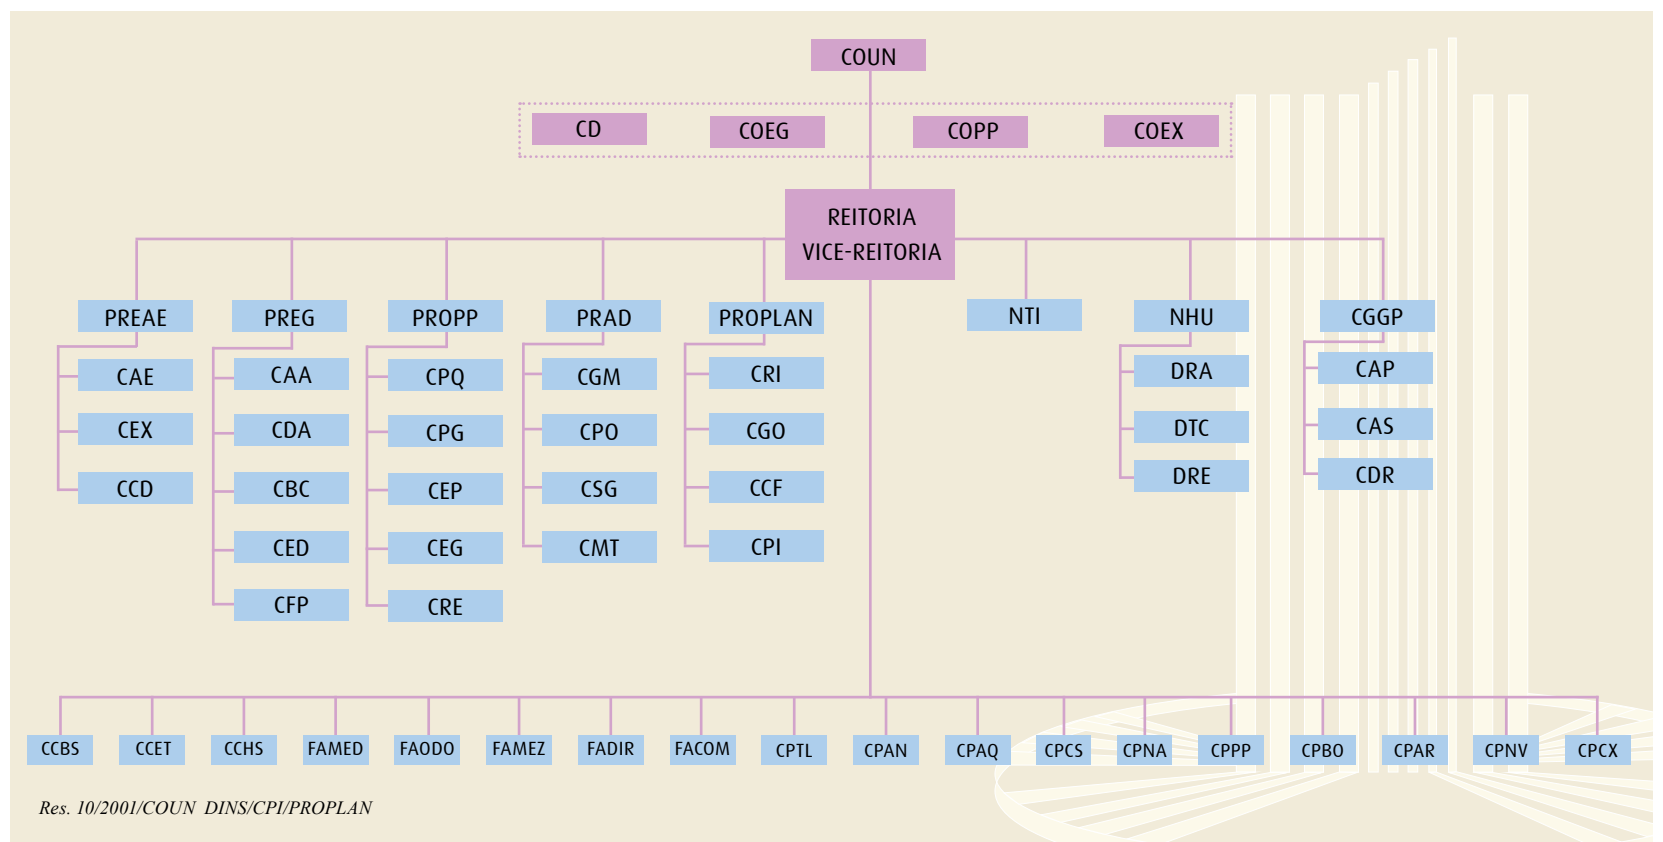 COUN
CD
COEG
COPP
COEX
REITORIA
VICE-REITORIA
PREAE
PREG
PROPP
PRAD
PROPLAN
NTI
NHU
CGGP
CAE
CEX
CCD
CAA
CDA
CBC
CED
CFP
CPQ
CPG
CEP
CEG
CRE
CGM
CPO
CSG
CMT
CRI
CGO
CCF
CPI
DRA
DTC
DRE
CAP
CAS
CDR
CCBS
CCET
CCHS
FAMED
FAODO
FAMEZ
FADIR
FACOM
CPTL
CPAN
CPAQ
CPCS
CPNA
CPPP
CPBO
CPAR
CPNV
CPCX
Res. 10/2001/COUN DINS/CPI/PROPLAN